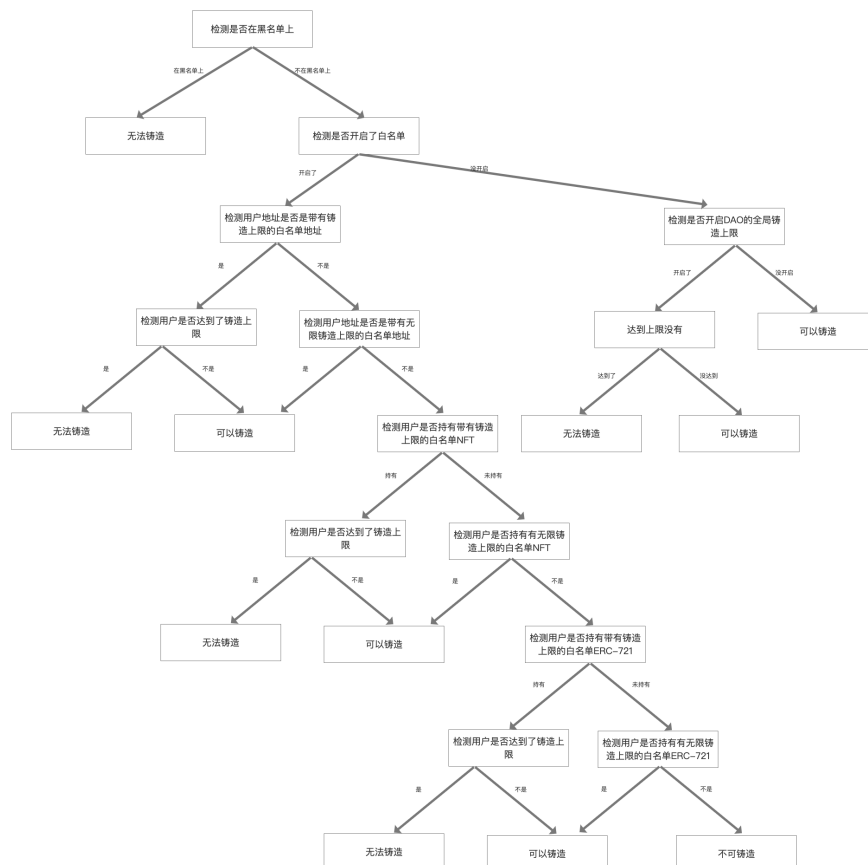 检测是否在黑名单上
在黑名单上
不在黑名单上
无法铸造
检测是否开启了白名单
开启了
没开启
检测用户地址是否是带有铸
造上限的白名单地址
检测是否开启DAO的全局铸
造上限
是
不是
开启了
没开启
检测用户是否达到了铸造上
限
检测用户地址是否是带有无
限铸造上限的白名单地址
达到上限没有
可以铸造
是
不是
是
不是
达到了
没达到
无法铸造
可以铸造
检测用户是否持有带有铸造
上限的白名单NFT
无法铸造
可以铸造
持有
未持有
检测用户是否达到了铸造上
限
检测用户是否持有有无限铸
造上限的白名单NFT
是
不是
是
不是
无法铸造
可以铸造
检测用户是否持有带有铸造
上限的白名单ERC-721
持有
未持有
检测用户是否达到了铸造上
限
检测用户是否持有有无限铸
造上限的白名单ERC-721
是
不是
是
不是
无法铸造
可以铸造
不可铸造